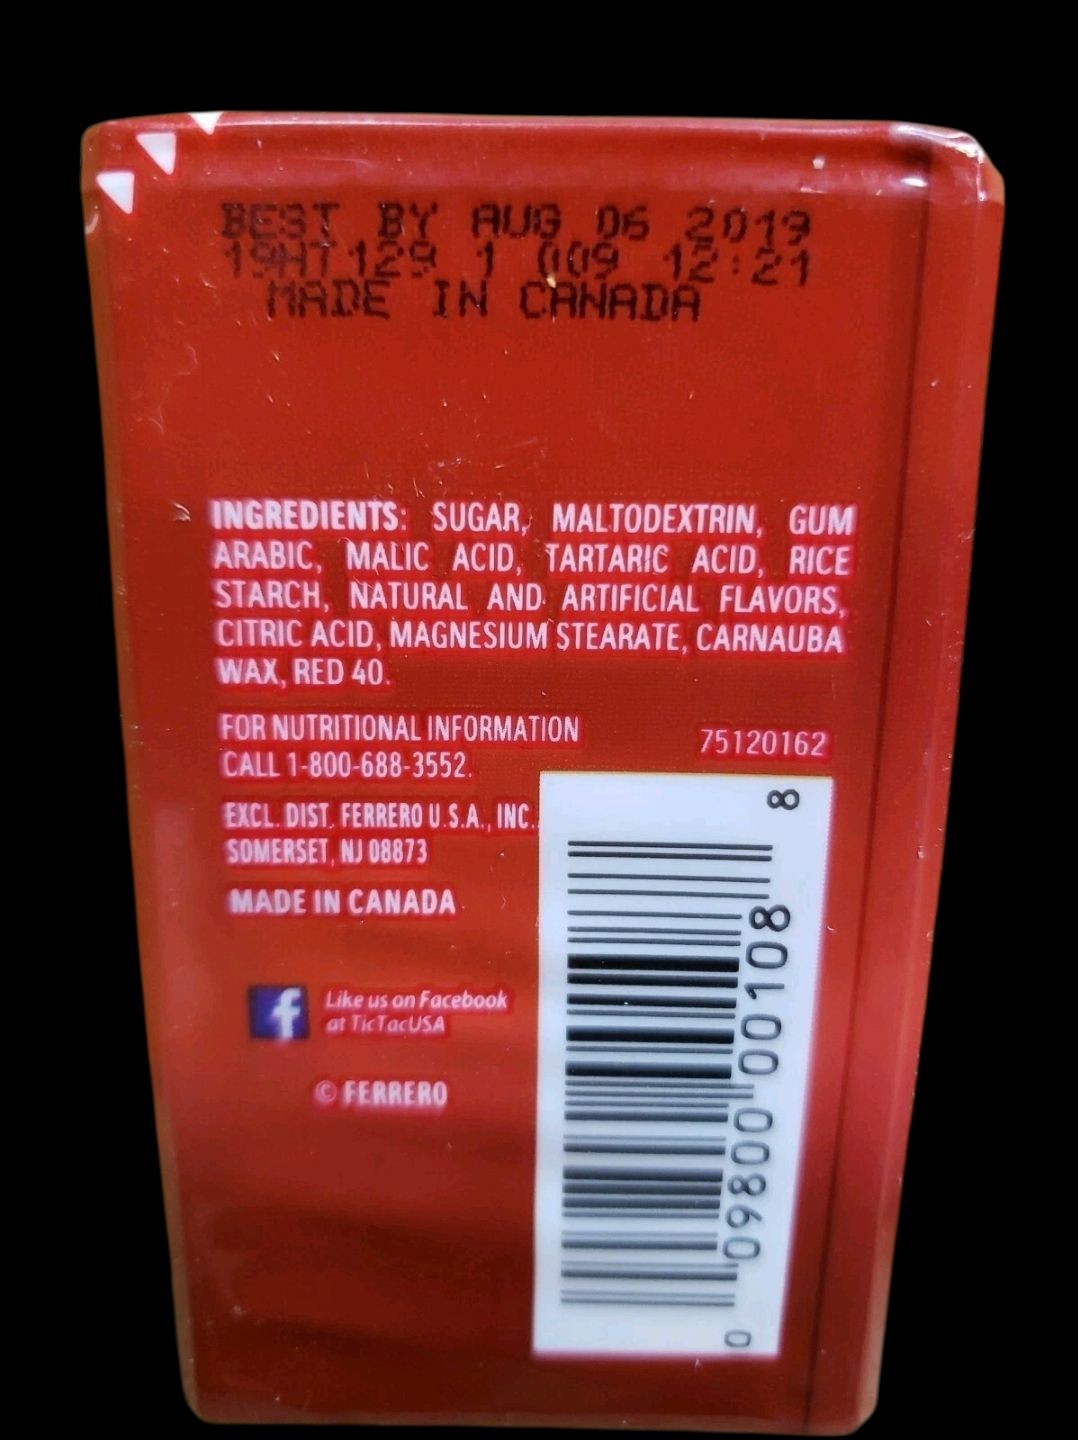 BEST BY AUG 06 2019
19HT129 1 009 12:21
MADE IN CANADA
INGREDIENTS: SUGAR, MALTODEXTRIN, GUM
ARABIC, MALIC ACID, TARTARIC ACID, RICE
STARCH, NATURAL AND ARTIFICIAL FLAVORS,
CITRIC ACID, MAGNESIUM STEARATE, CARNAUBA
WAX, RED 40.
FOR NUTRITIONAL INFORMATION
CALL 1-800-688-3552.
75120162
EXCL. DIST. FERRERO U.S.A., INC.
SOMERSET, NJ 08873
MADE IN CANADA
f
Like us on Facebook
at TicTacUSA
© FERRERO
0 09800 00108 8